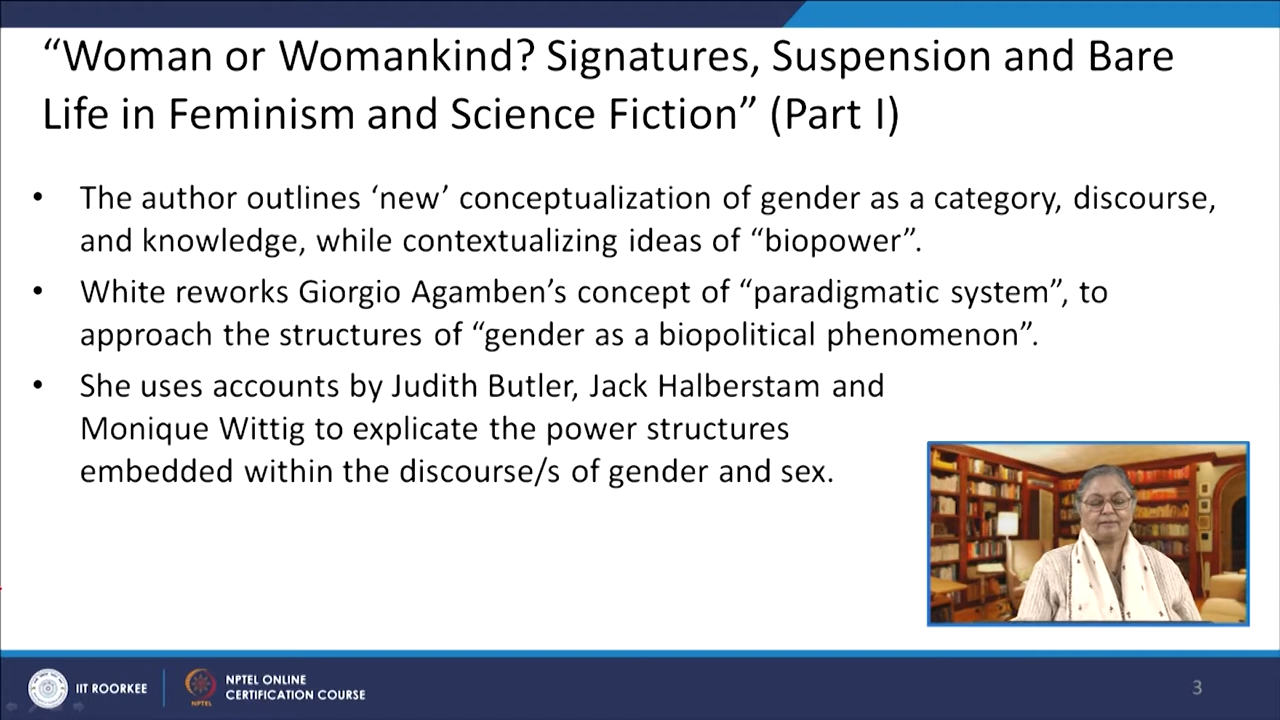 “Woman or Womankind? Signatures, Suspension and Bare
Life in Feminism and Science Fiction” (Part I)
• The author outlines ‘new’ conceptualization of gender as a category, discourse,
and knowledge, while contextualizing ideas of “biopower”.
• White reworks Giorgio Agamben’s concept of “paradigmatic system”, to
approach the structures of “gender as a biopolitical phenomenon”.
• She uses accounts by Judith Butler, Jack Halberstam and
Monique Wittig to explicate the power structures
embedded within the discourse/s of gender and sex.
IIT ROORKEE
NPTEL
NPTEL ONLINE
CERTIFICATION COURSE
3